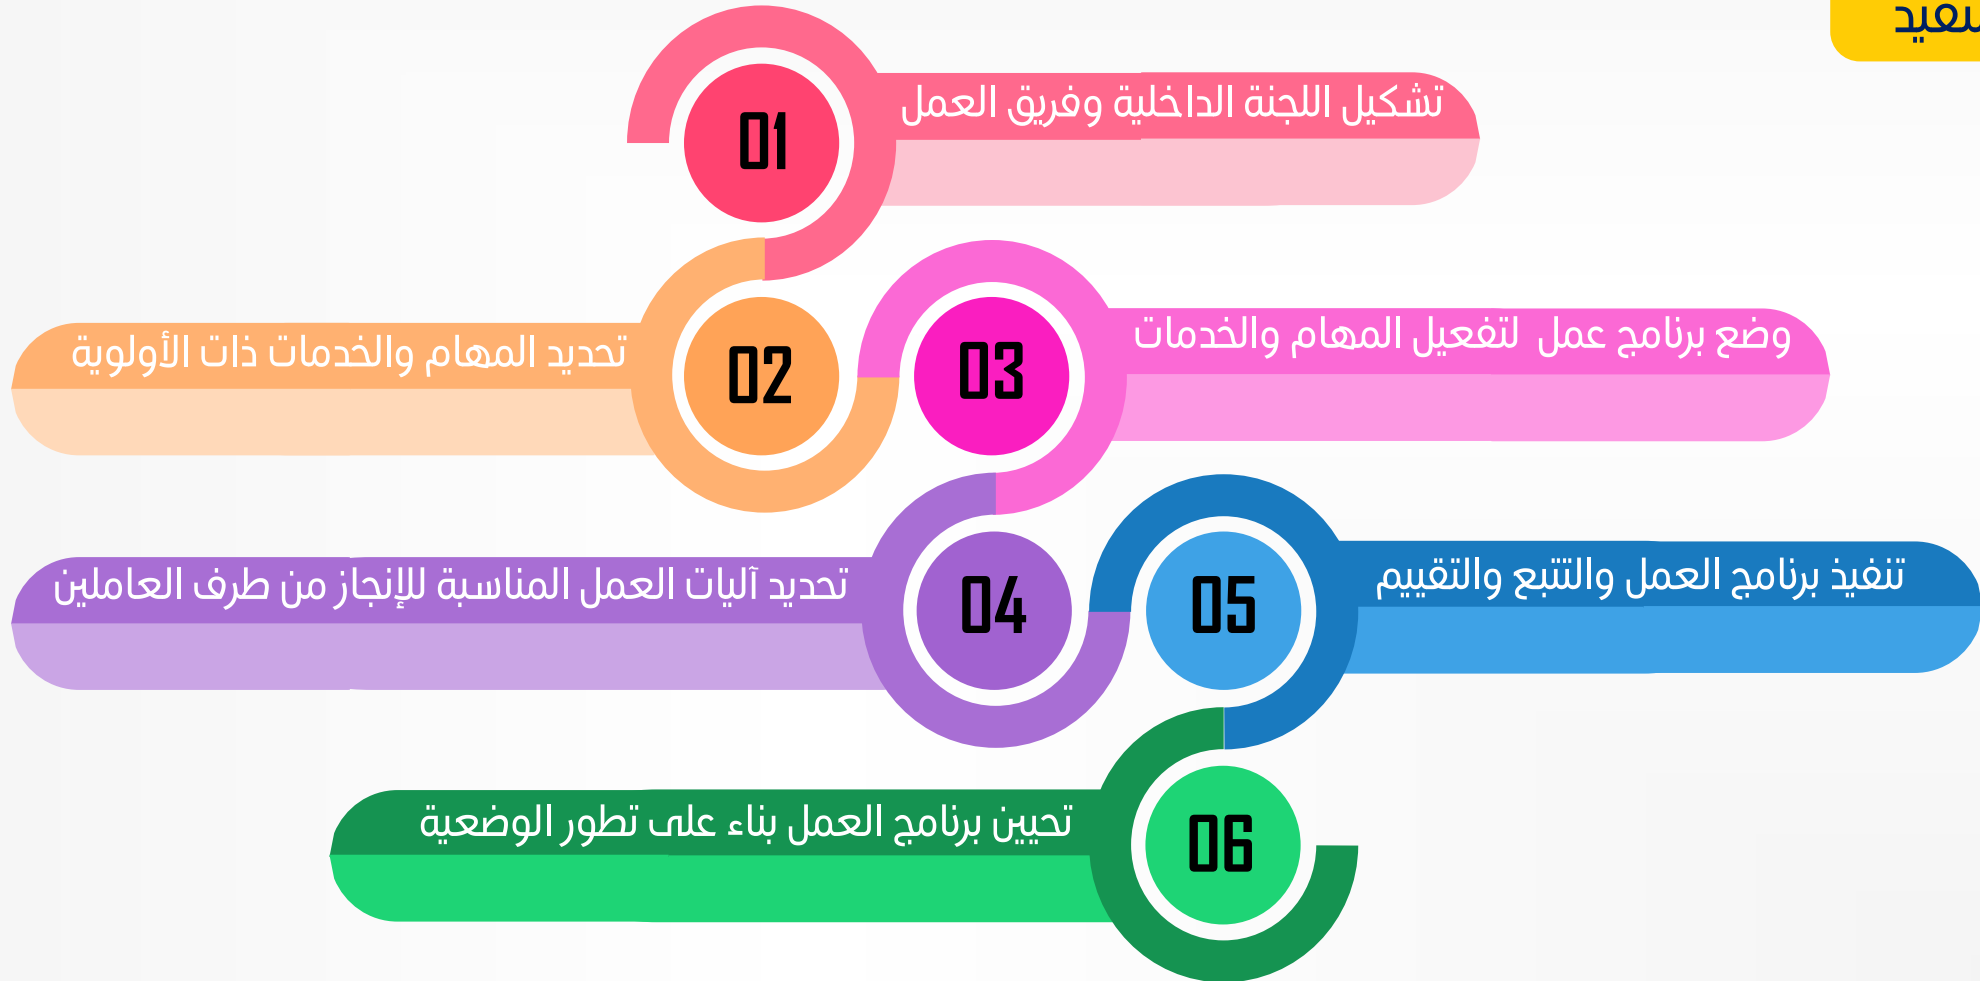 01
تشكيل اللجنة الداخلية وفريق العمل
02
تحديد المهام والخدمات ذات الأولوية
03
وضع برنامج عمل لتفعيل المهام والخدمات
04
تحديد آليات العمل المناسبة للإنجاز من طرف العاملين
05
تنفيذ برنامج العمل والتتبع والتقييم
06
تحيين برنامج العمل بناء على تطور الوضعية